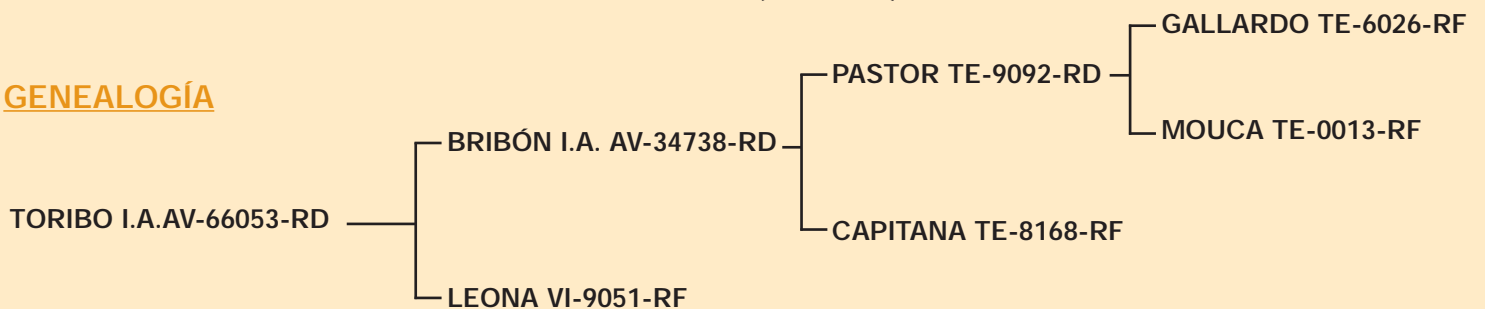 GALLARDO TE-6026-RF
PASTOR TE-9092-RD
GENEALOGÍA
MOUCA TE-0013-RF
BRIBÓN I.A. AV-34738-RD
TORIBO I.A.AV-66053-RD
CAPITANA TE-8168-RF
LEONA VI-9051-RF